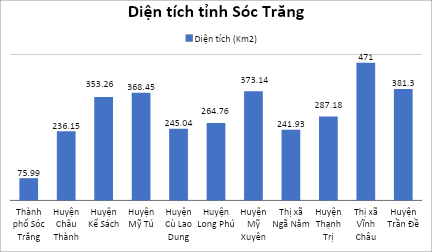 Diện tích tỉnh Sóc Trăng
Diện tích (Km2)
75.99
236.15
353.26
368.45
245.04
264.76
373.14
241.93
287.18
471
381.3
Thành phố Sóc Trăng
Huyện Châu Thành
Huyện Kế Sách
Huyện Mỹ Tú
Huyện Cù Lao Dung
Huyện Long Phú
Huyện Mỹ Xuyên
Thị xã Ngã Năm
Huyện Thạnh Trị
Thị xã Vĩnh Châu
Huyện Trần Đề